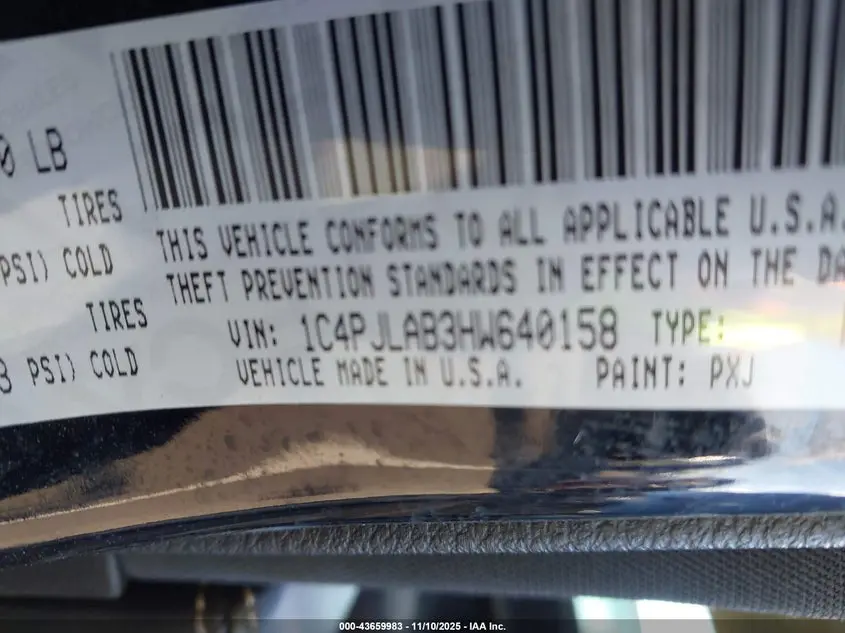 0 LB
TIRES
PSI) COLD
TIRES
PSI) COLD
THIS VEHICLE CONFORMS TO ALL APPLICABLE U.S.A.
THEFT PREVENTION STANDARDS IN EFFECT ON THE DA
VIN: 1C4PJLAB3HW640158 TYPE:
VEHICLE MADE IN U.S.A. PAINT: PXJ
000-43659983 - 11/10/2025 - IAA Inc.